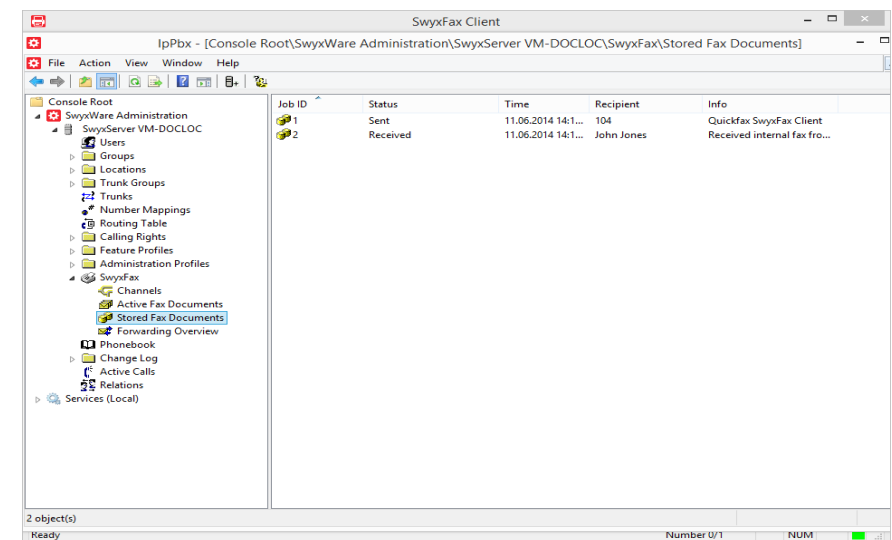 SwyxFax Client
IpPbx - [Console Root\SwyxWare Administration\SwyxServer VM-DOCLOC\SwyxFax\Stored Fax Documents]
File Action View Window Help
Console Root
SwyxWare Administration
SwyxServer VM-DOCLOC
Users
Groups
Locations
Trunk Groups
Trunks
Number Mappings
Routing Table
Calling Rights
Feature Profiles
Administration Profiles
SwyxFax
Channels
Active Fax Documents
Stored Fax Documents
Forwarding Overview
Phonebook
Change Log
Active Calls
Relations
Services (Local)
Job ID Status Time Recipient Info
1 Sent 11.06.2014 14:1... 104 Quickfax SwyxFax Client
2 Received 11.06.2014 14:1... John Jones Received internal fax fro...
2 object(s)
Ready Number 0/1 NUM